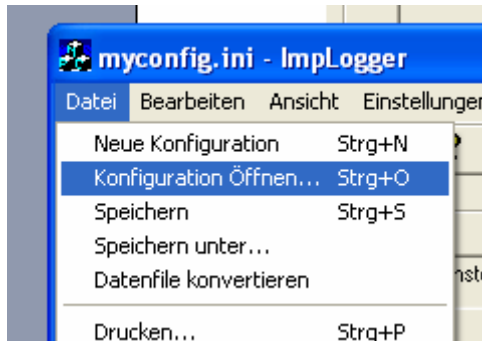 myconfig.ini - ImpLogger
Datei Bearbeiten Ansicht
Neue Konfiguration Strg+N
Konfiguration Öffnen... Strg+O
Speichern Strg+S
Speichern unter...
Datenfile konvertieren
Drucken... Strg+P